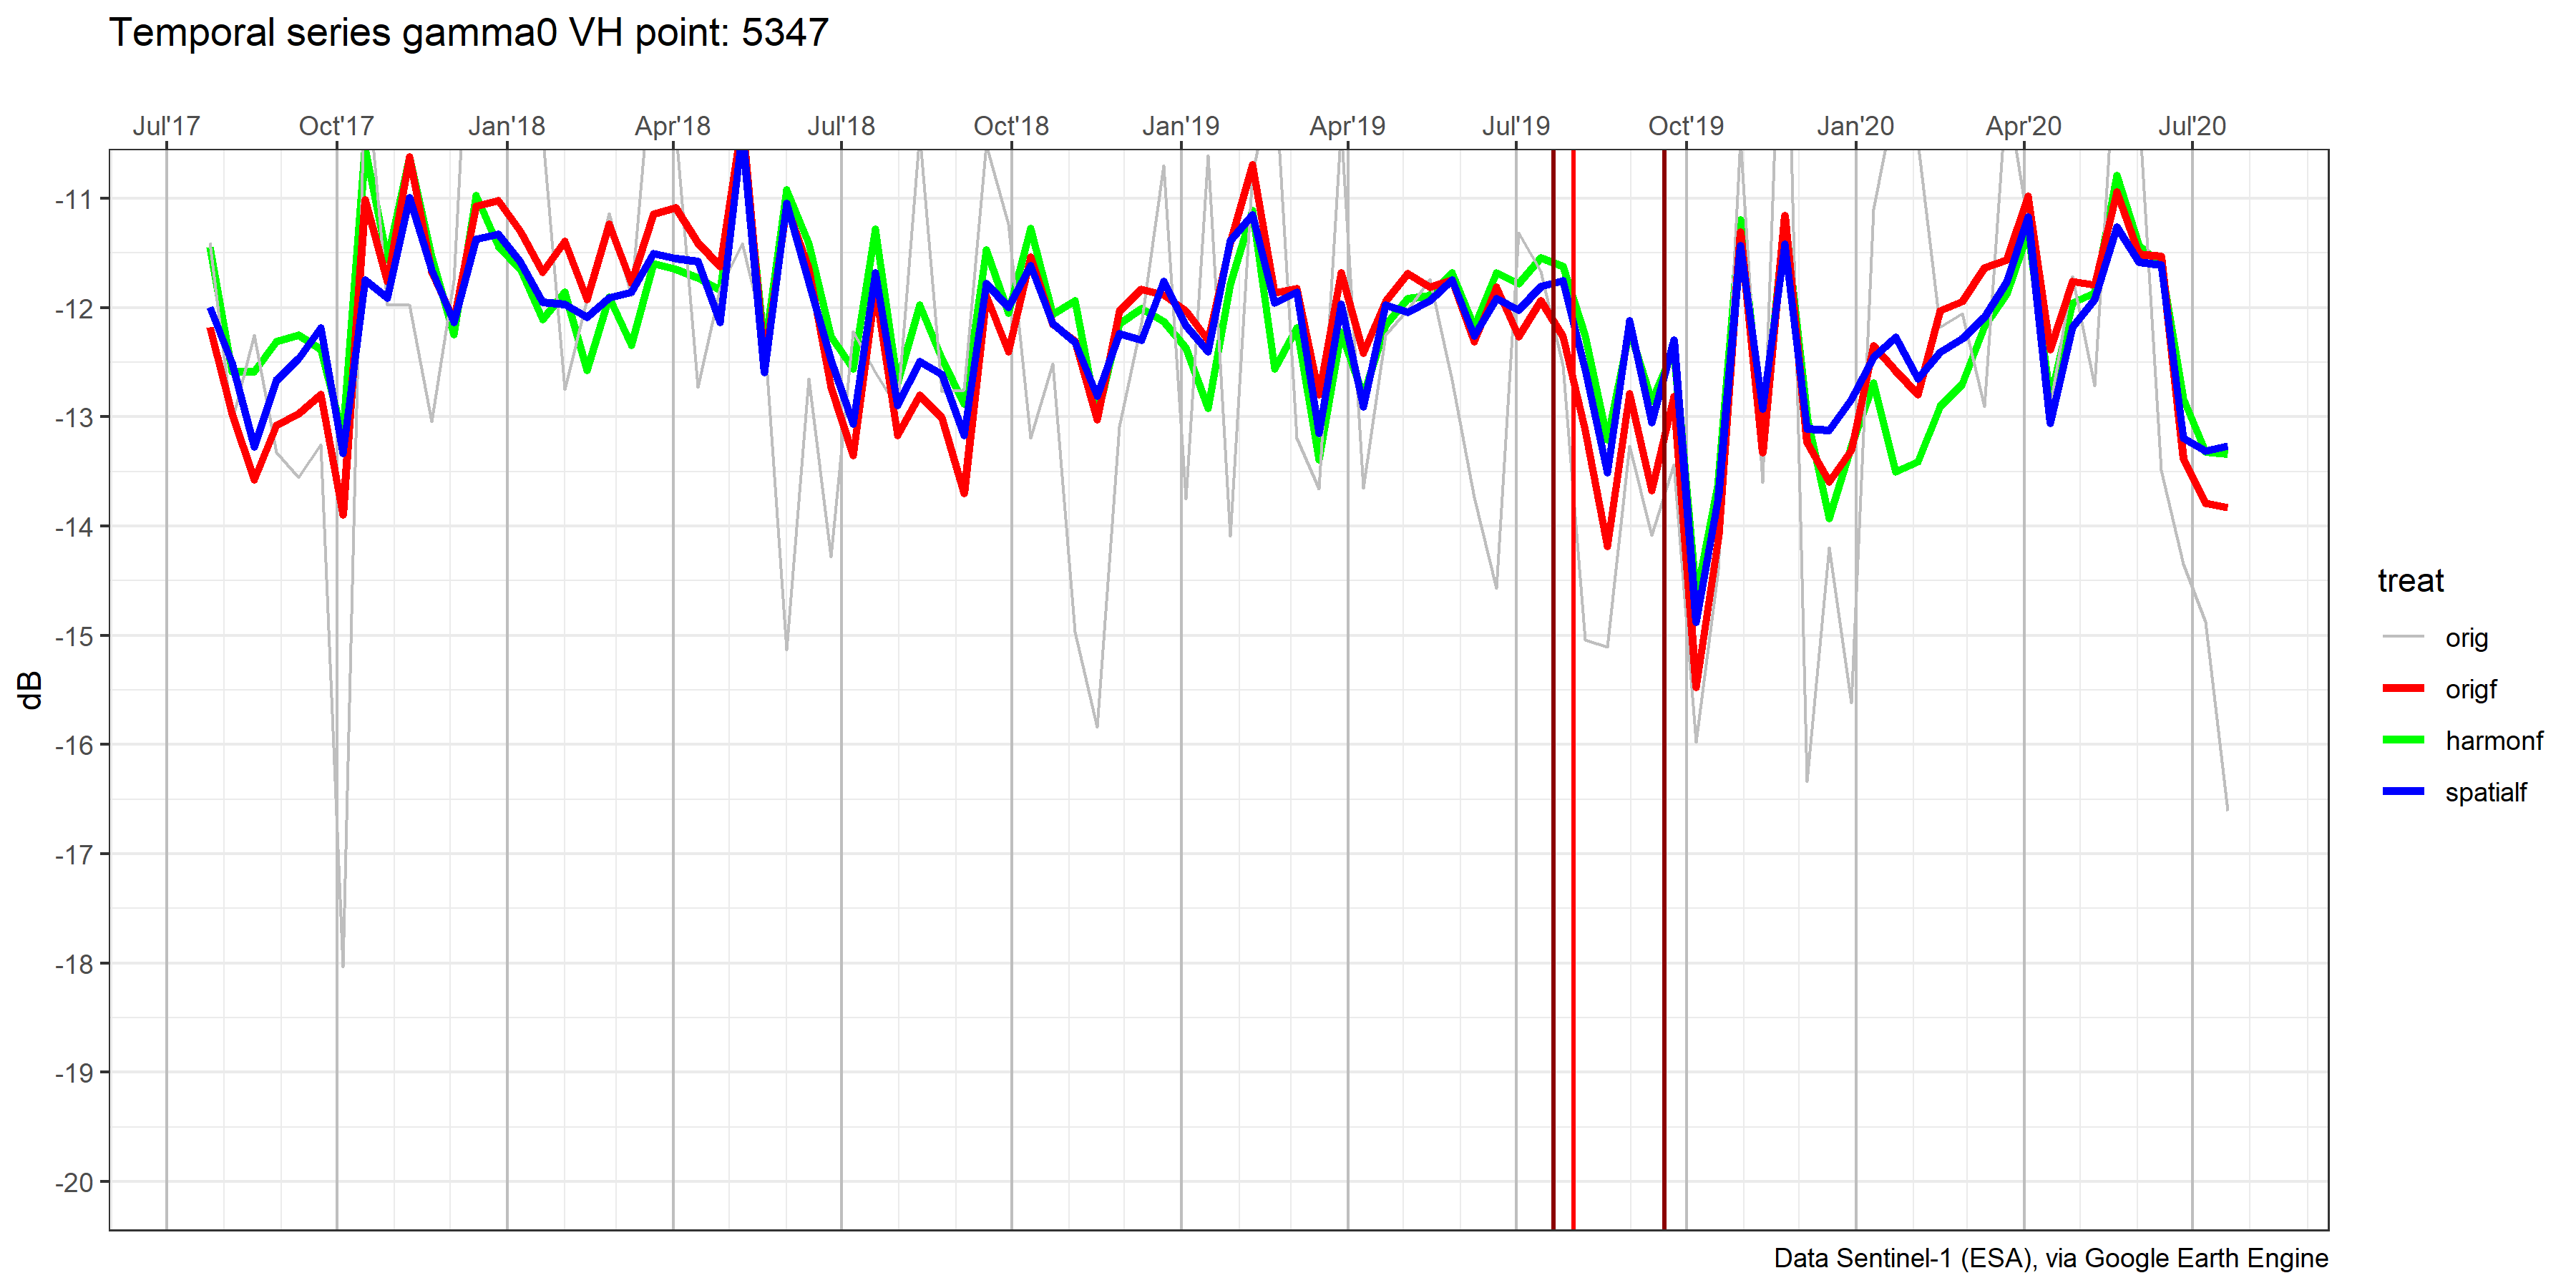 Temporal series gamma0 VH point: 5347
Jul'17 Oct'17 Jan'18 Apr'18 Jul'18 Oct'18 Jan'19 Apr'19 Jul'19 Oct'19 Jan'20 Apr'20 Jul'20
-11
-12
-13
-14
-15
-16
-17
-18
-19
-20
dB
treat
orig
origf
harmonf
spatialf
Data Sentinel-1 (ESA), via Google Earth Engine